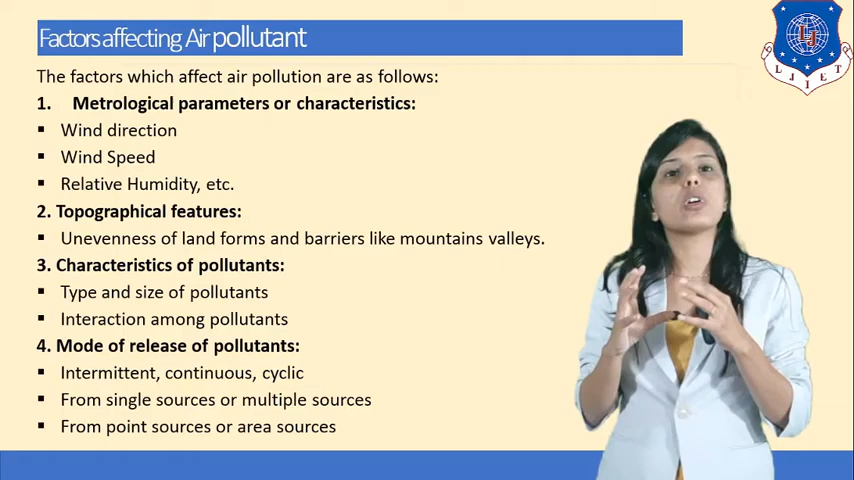 Factors affecting Air pollutant
The factors which affect air pollution are as follows:
1. Metrological parameters or characteristics:
▪ Wind direction
▪ Wind Speed
▪ Relative Humidity, etc.
2. Topographical features:
▪ Unevenness of land forms and barriers like mountains valleys.
3. Characteristics of pollutants:
▪ Type and size of pollutants
▪ Interaction among pollutants
4. Mode of release of pollutants:
▪ Intermittent, continuous, cyclic
▪ From single sources or multiple sources
▪ From point sources or area sources
LJ
LJIET